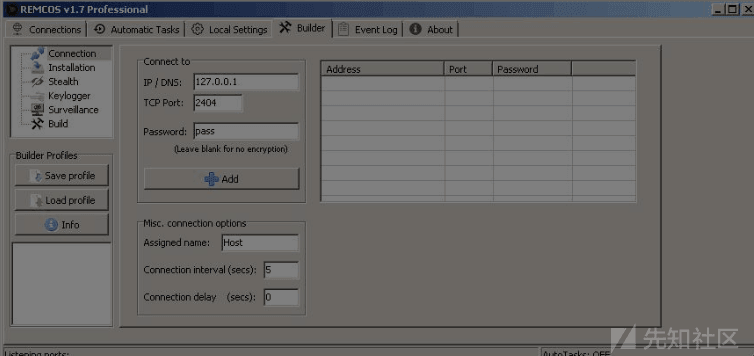 REMCOS v1.7 Professional
Connections Automatic Tasks Local Settings Builder Event Log About
Connection
Installation
Stealth
Keylogger
Surveillance
Build
Builder Profiles
Save profile
Load profile
Info
Connect to
IP / DNS: 127.0.0.1
TCP Port: 2404
Password: pass
(Leave blank for no encryption)
Add
Misc. connection options
Assigned name: Host
Connection interval (secs): 5
Connection delay (secs): 0
Address Port Password
Listening ports: AutoTasks: OFF
先知社区